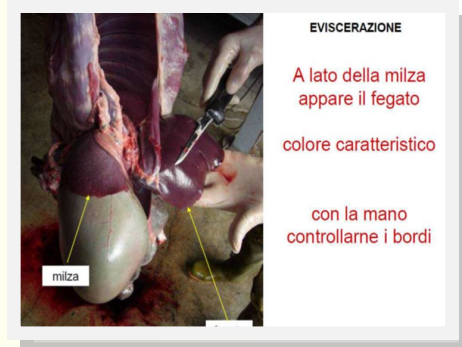 EVISCERAZIONE
A lato della milza
appare il fegato
colore caratteristico
con la mano
controllarne i bordi
milza